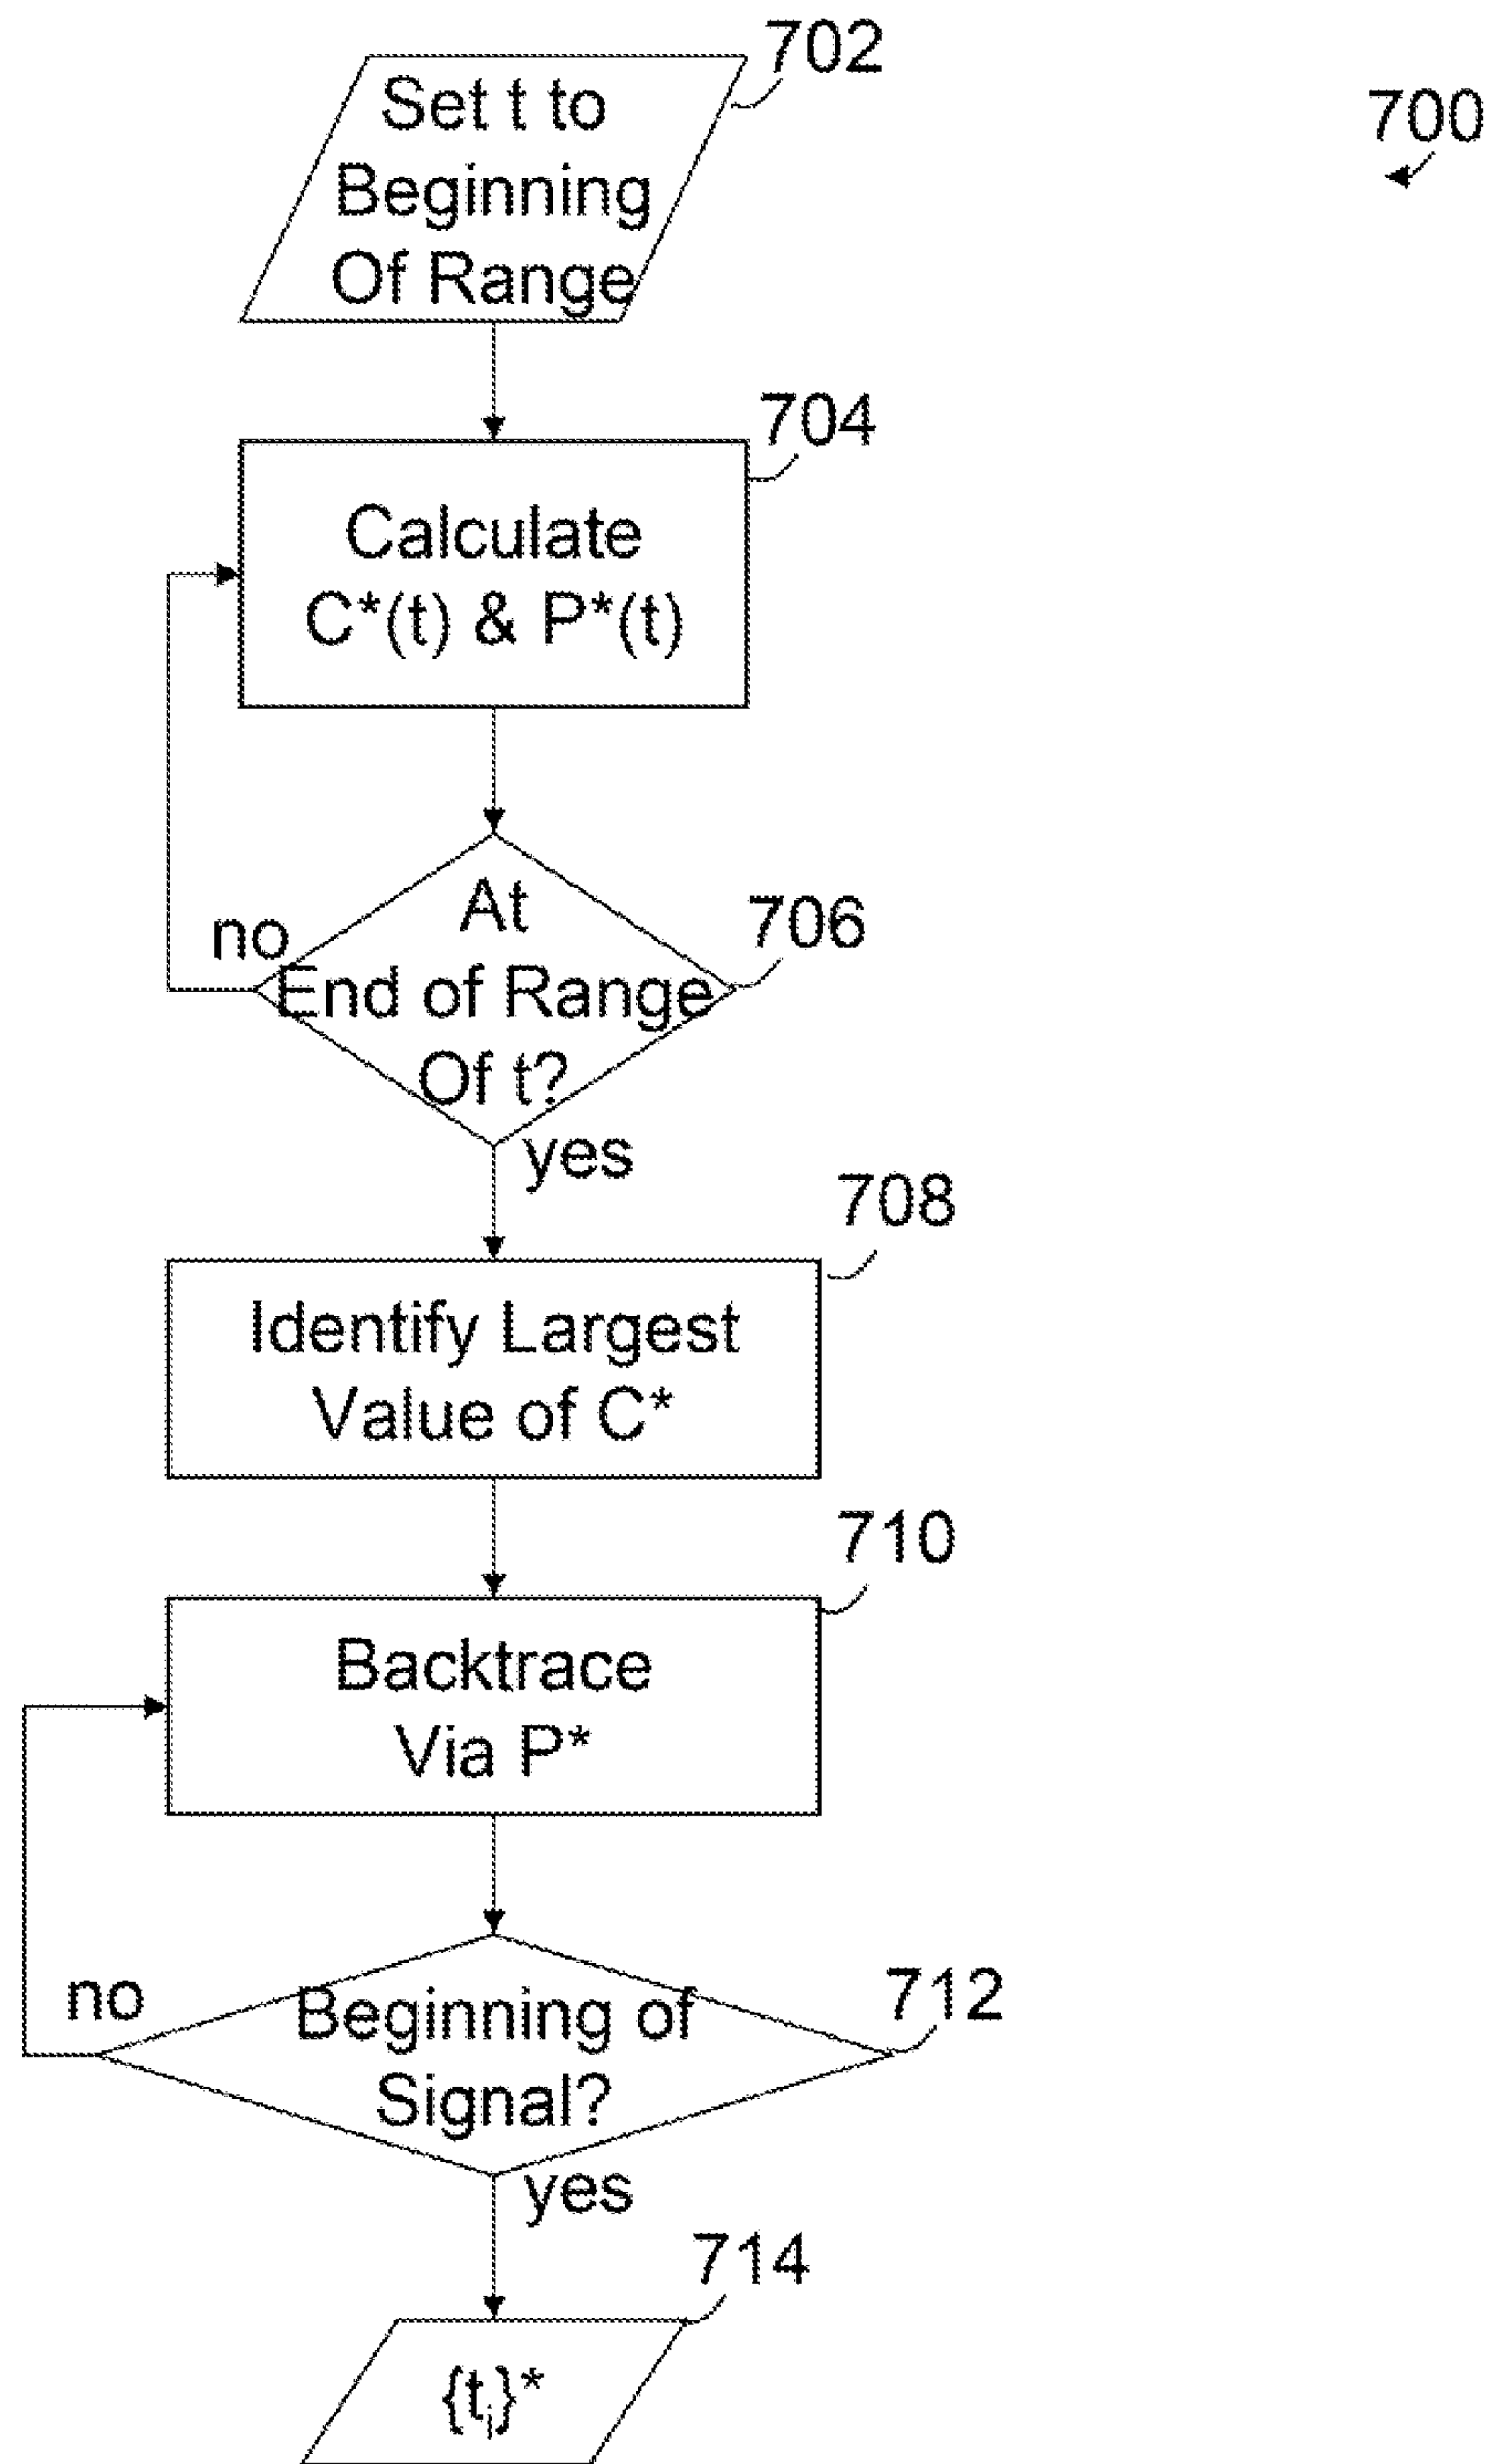 702
700
Set t to
Beginning
Of Range
704
Calculate
C*(t) & P*(t)
706
no
At
End of Range
Of t?
yes
708
Identify Largest
Value of C*
710
Backtrace
Via P*
712
no
Beginning of
Signal?
yes
714
{tᵢ}*